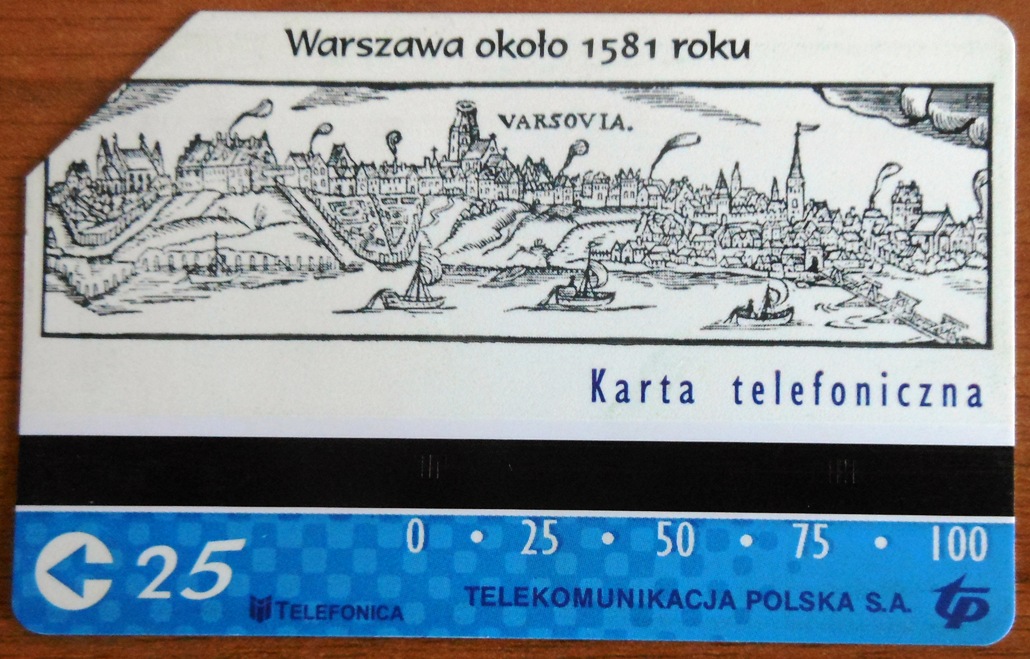 Warszawa około 1581 roku
VARSOVIA.
Karta telefoniczna
0 • 25 • 50 • 75 • 100
25
TELEFONICA
TELEKOMUNIKACJA POLSKA S.A.
tp